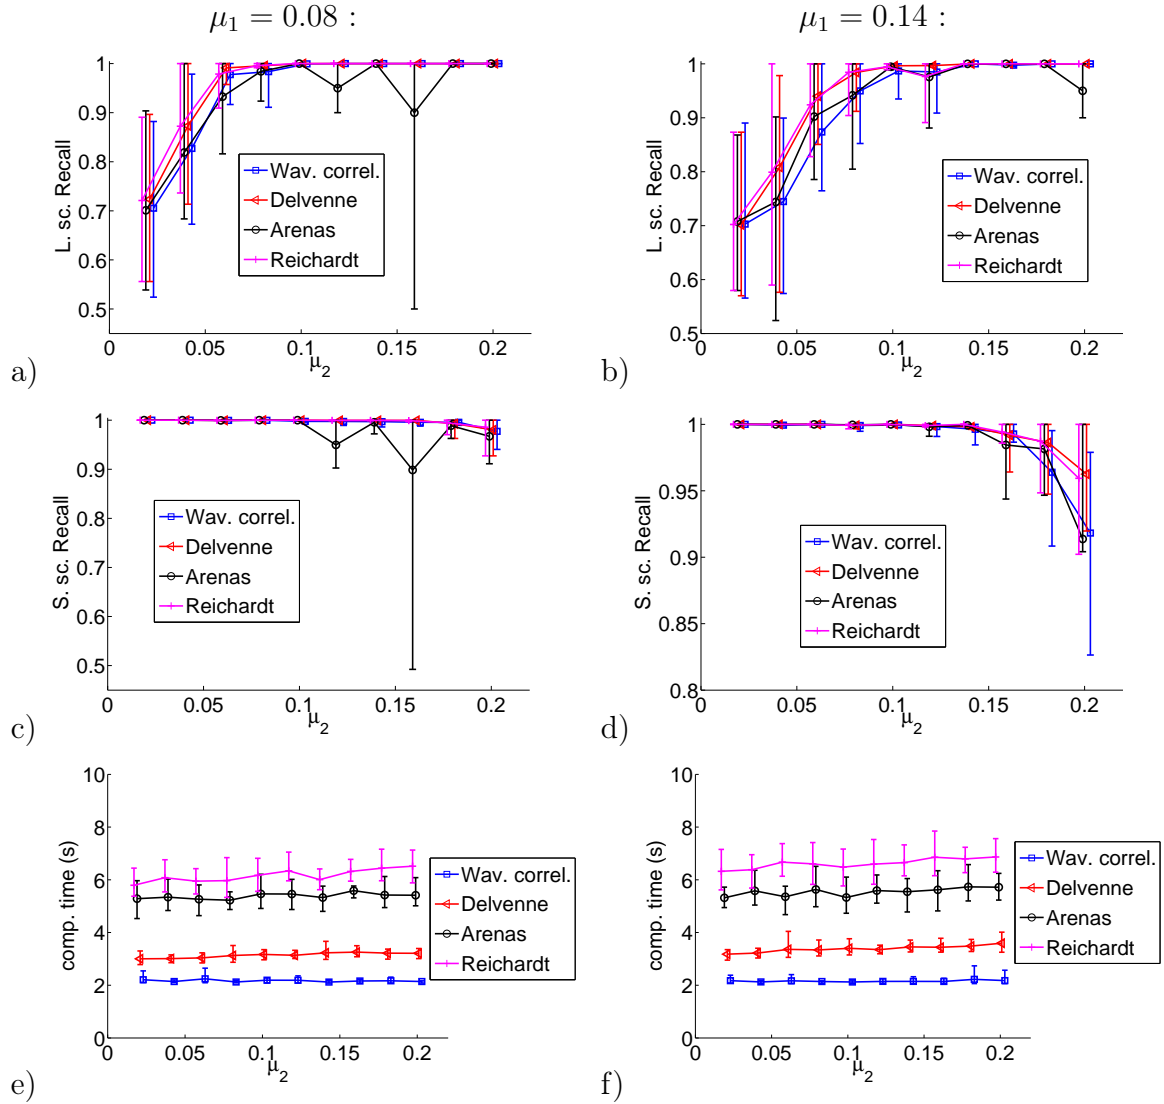 μ₁ = 0.08 :
μ₁ = 0.14 :
L. sc. Recall
1
0.9
0.8
0.7
0.6
0.5
0
0.05
0.1
0.15
0.2
μ₂
Wav. correl.
Delvenne
Arenas
Reichardt
a)
L. sc. Recall
1
0.9
0.8
0.7
0.6
0.5
0
0.05
0.1
0.15
0.2
μ₂
Wav. correl.
Delvenne
Arenas
Reichardt
b)
S. sc. Recall
1
0.9
0.8
0.7
0.6
0.5
0
0.05
0.1
0.15
0.2
μ₂
Wav. correl.
Delvenne
Arenas
Reichardt
c)
S. sc. Recall
1
0.95
0.9
0.85
0.8
0
0.05
0.1
0.15
0.2
μ₂
Wav. correl.
Delvenne
Arenas
Reichardt
d)
comp. time (s)
10
8
6
4
2
0
0
0.05
0.1
0.15
0.2
μ₂
Wav. correl.
Delvenne
Arenas
Reichardt
e)
comp. time (s)
10
8
6
4
2
0
0
0.05
0.1
0.15
0.2
μ₂
Wav. correl.
Delvenne
Arenas
Reichardt
f)